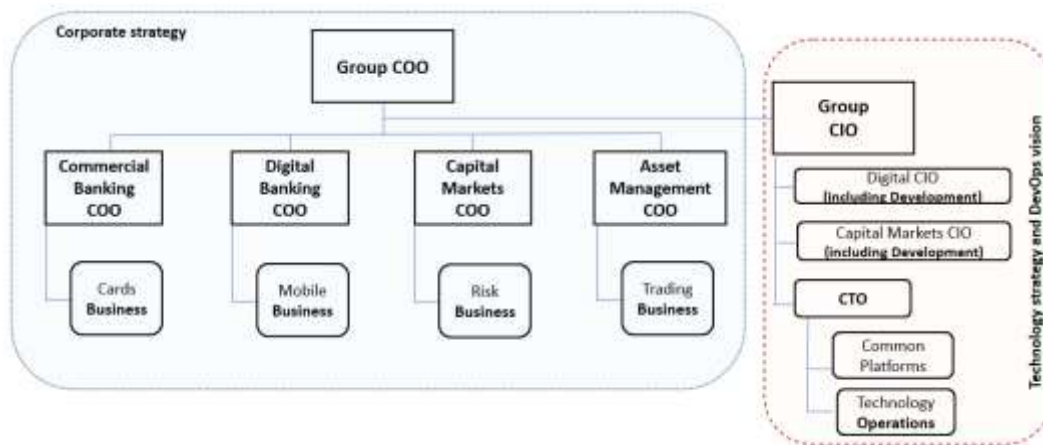 Corporate strategy
Group COO
Group
CIO
Commercial
Banking
COO
Digital
Banking
COO
Capital
Markets
COO
Asset
Management
COO
Cards
Business
Mobile
Business
Risk
Business
Trading
Business
Digital CIO
(including Development)
Capital Markets CIO
(including Development)
CTO
Common
Platforms
Technology
Operations
Technology strategy and DevOps vision